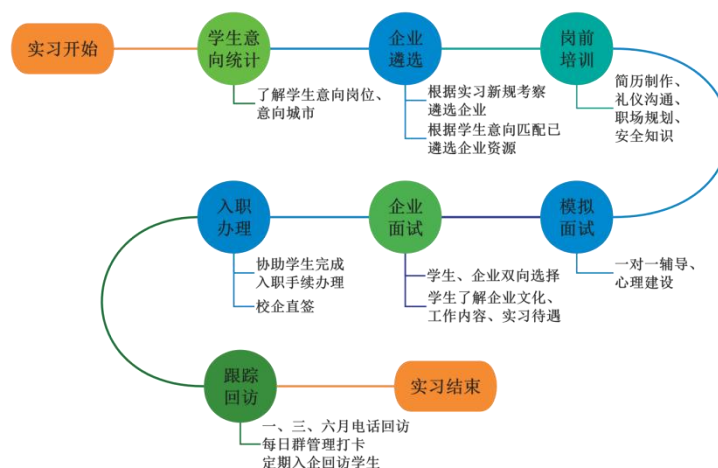 实习开始
学生意
向统计
了解学生意向岗位、
意向城市
企业
遴选
根据实习新规考察
遴选企业
根据学生意向匹配已
遴选企业资源
岗前
培训
简历制作、
礼仪沟通、
职场规划、
安全知识
模拟
面试
一对一辅导、
心理建设
企业
面试
学生、企业双向选择
学生了解企业文化、
工作内容、实习待遇
入职
办理
协助学生完成
入职手续办理
校企直签
跟踪
回访
一、三、六月电话回访
每日群管理打卡
定期入企回访学生
实习结束